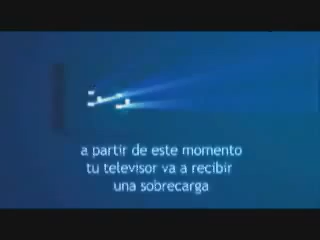 a partir de este momento
tu televisor va a recibir
una sobrecarga